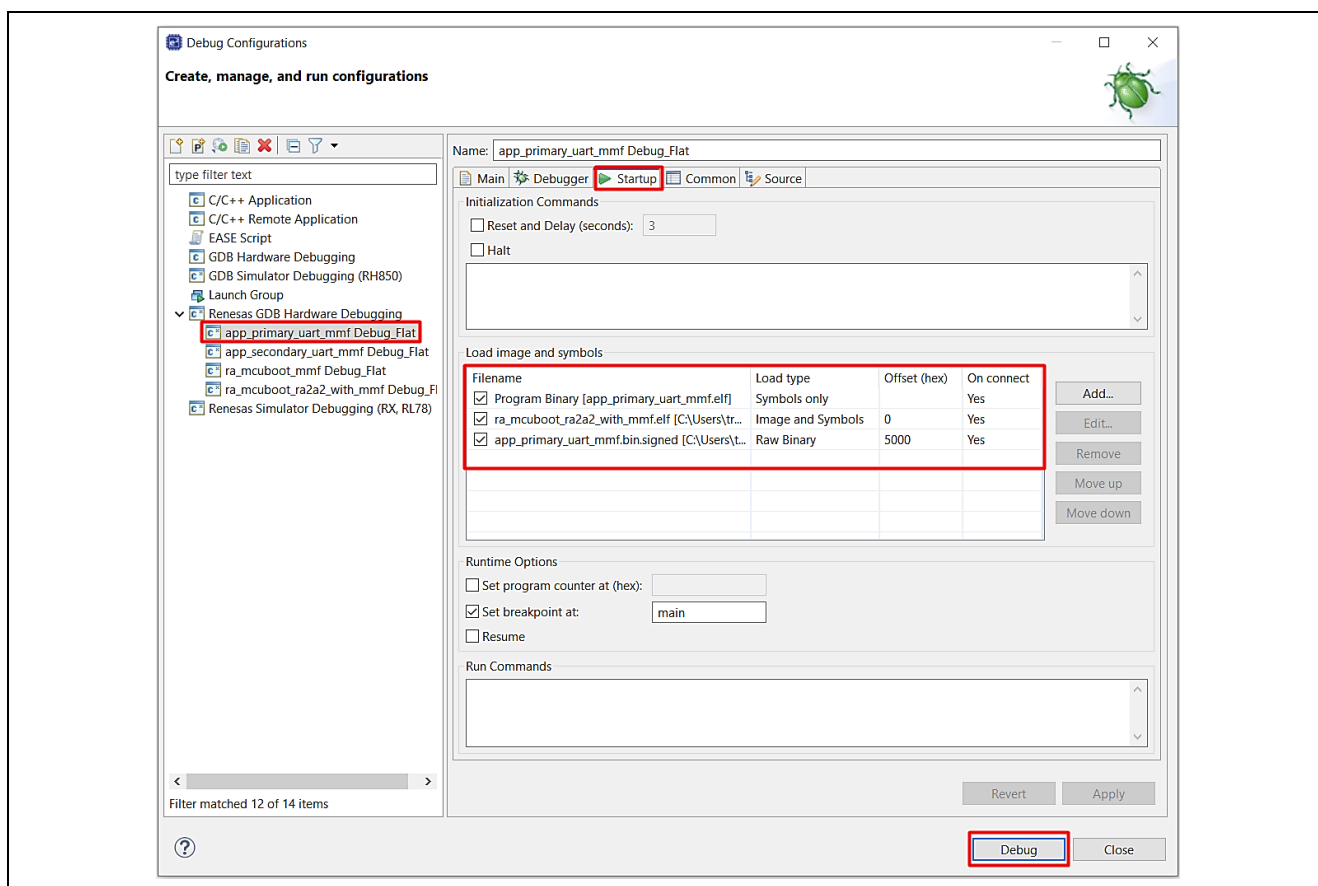 Debug Configurations
Create, manage, and run configurations
type filter text
C/C++ Application
C/C++ Remote Application
EASE Script
GDB Hardware Debugging
GDB Simulator Debugging (RH850)
Launch Group
Renesas GDB Hardware Debugging
app_primary_uart_mmf Debug_Flat
app_secondary_uart_mmf Debug_Flat
ra_mcuboot_mmf Debug_Flat
ra_mcuboot_ra2a2_with_mmf Debug_Fl
Renesas Simulator Debugging (RX, RL78)
Filter matched 12 of 14 items
Name: app_primary_uart_mmf Debug_Flat
Main Debugger Startup Common Source
Initialization Commands
Reset and Delay (seconds): 3
Halt
Load image and symbols
Filename Load type Offset (hex) On connect
Program Binary [app_primary_uart_mmf.elf] Symbols only Yes
ra_mcuboot_ra2a2_with_mmf.elf [C:\Users\tr... Image and Symbols 0 Yes
app_primary_uart_mmf.bin.signed [C:\Users\t... Raw Binary 5000 Yes
Add...
Edit...
Remove
Move up
Move down
Runtime Options
Set program counter at (hex):
Set breakpoint at: main
Resume
Run Commands
Revert Apply
? Debug Close